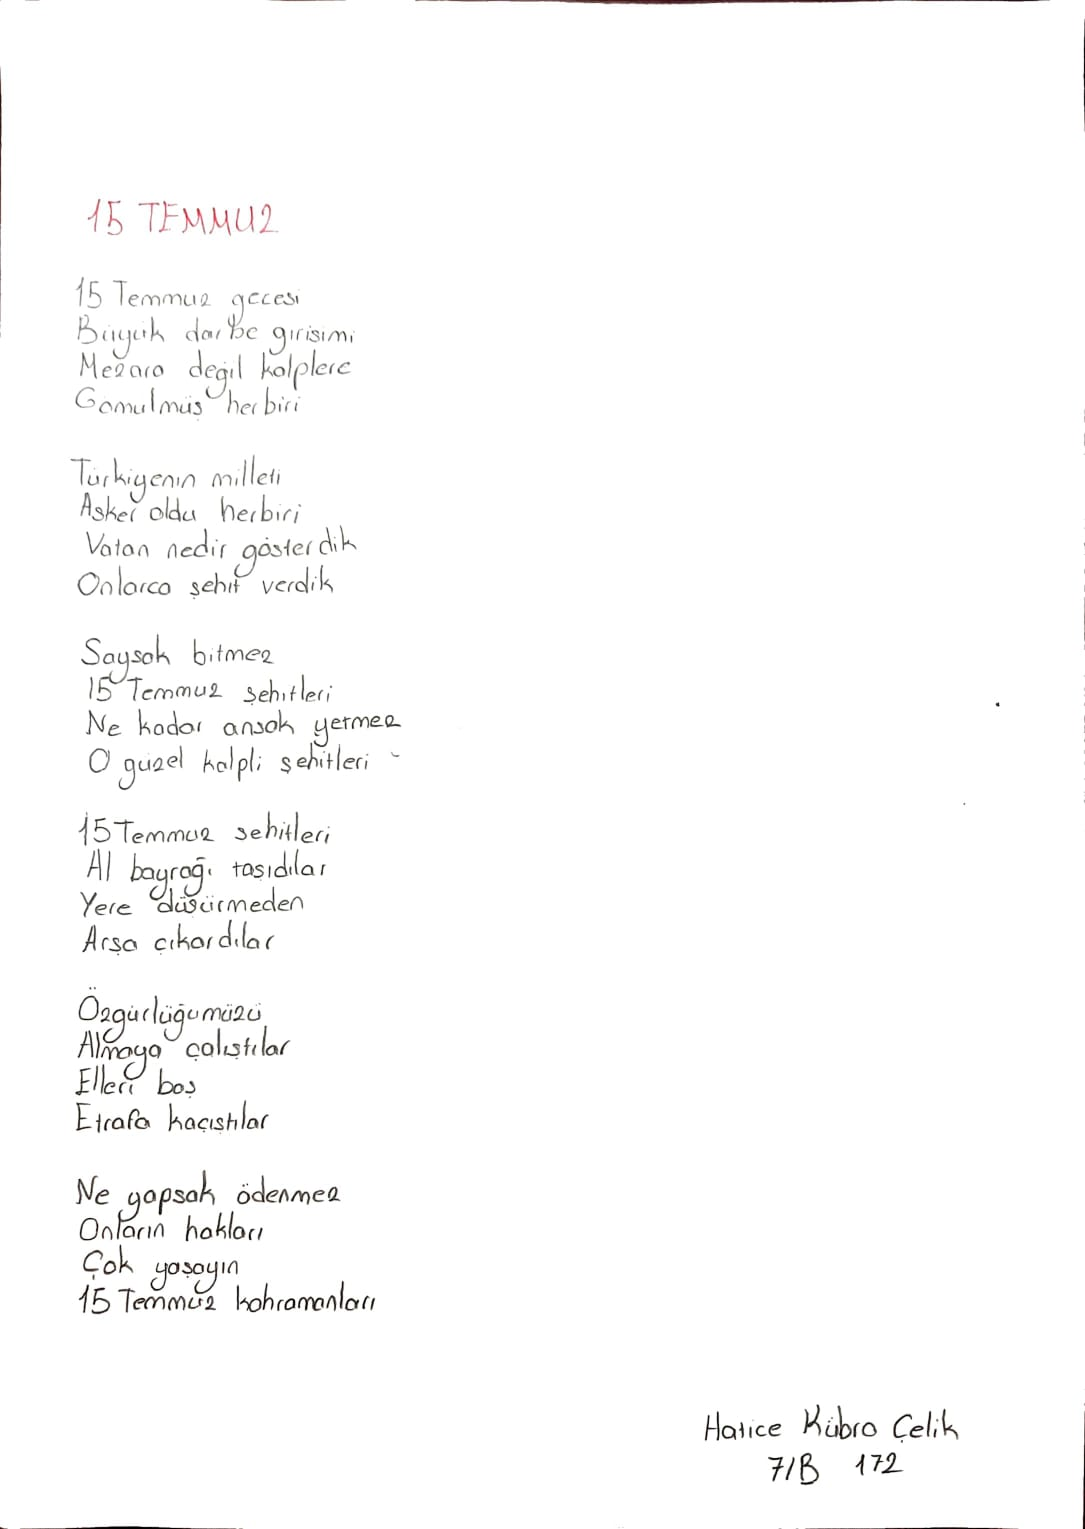 15 TEMMUZ
15 Temmuz gecesi
Büyük darbe girişimi
Mezara değil kalplere
Gömülmüş herbiri
Türkiyenin milleti
Asker oldu herbiri
Vatan nedir gösterdik
Onlarca şehit verdik
Saysak bitmez
15 Temmuz şehitleri
Ne kadar ansak yetmez
O güzel kalpli şehitleri
15 Temmuz şehitleri
Al bayrağı taşıdılar
Yere düşürmeden
Arşa çıkardılar
Özgürlüğümüzü
Almaya çalıştılar
Elleri boş
Etrafa kaçıştılar
Ne yapsak ödenmez
Onların hakları
Çok yaşayın
15 Temmuz kahramanları
Hatice Kübra Çelik
7/B 172